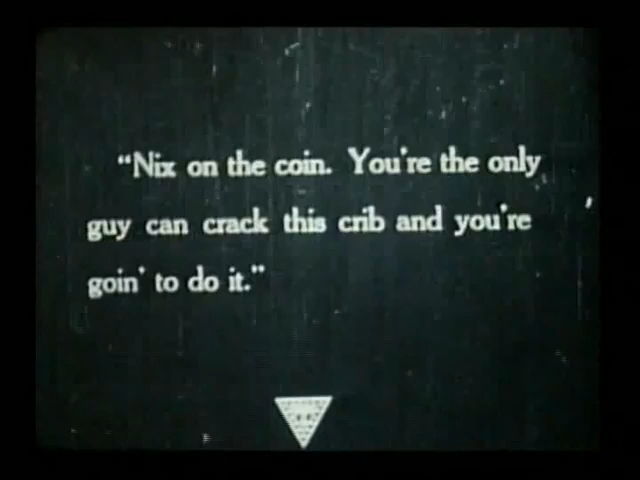 “Nix on the coin. You're the only
guy can crack this crib and you're
goin' to do it.”